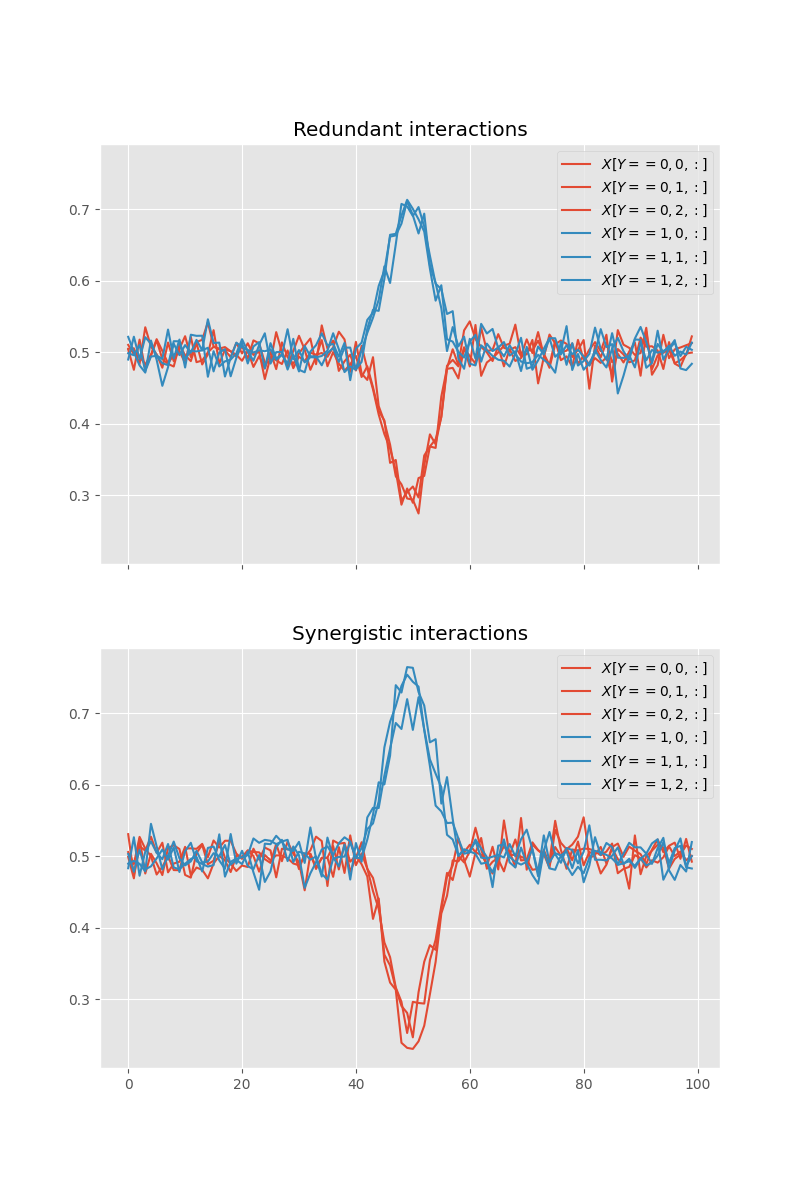 Redundant interactions
X[Y==0,0,:]
X[Y==0,1,:]
X[Y==0,2,:]
X[Y==1,0,:]
X[Y==1,1,:]
X[Y==1,2,:]
0.7
0.6
0.5
0.4
0.3
Synergistic interactions
X[Y==0,0,:]
X[Y==0,1,:]
X[Y==0,2,:]
X[Y==1,0,:]
X[Y==1,1,:]
X[Y==1,2,:]
0.7
0.6
0.5
0.4
0.3
0 20 40 60 80 100